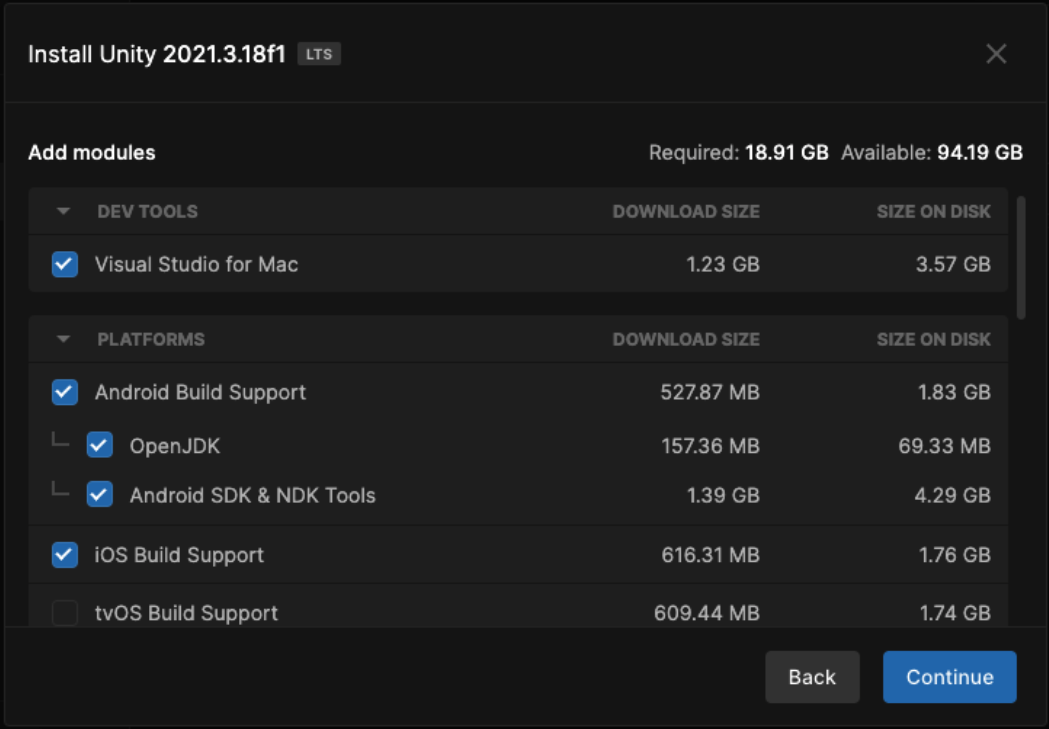 Install Unity 2021.3.18f1 LTS
Add modules Required: 18.91 GB Available: 94.19 GB
DEV TOOLS DOWNLOAD SIZE SIZE ON DISK
Visual Studio for Mac 1.23 GB 3.57 GB
PLATFORMS DOWNLOAD SIZE SIZE ON DISK
Android Build Support 527.87 MB 1.83 GB
OpenJDK 157.36 MB 69.33 MB
Android SDK & NDK Tools 1.39 GB 4.29 GB
iOS Build Support 616.31 MB 1.76 GB
tvOS Build Support 609.44 MB 1.74 GB
Back Continue